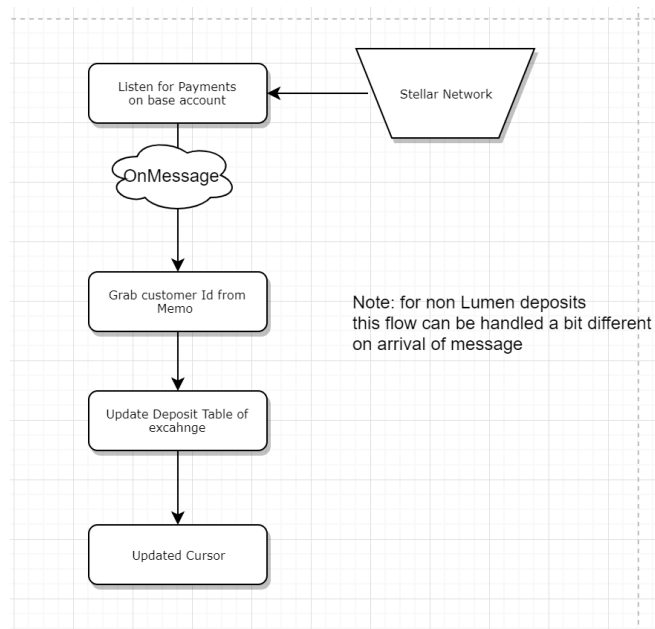 Listen for Payments
on base account
Stellar Network
OnMessage
Grab customer Id from
Memo
Note: for non Lumen deposits
this flow can be handled a bit different
on arrival of message
Update Deposit Table of
excahnge
Updated Cursor